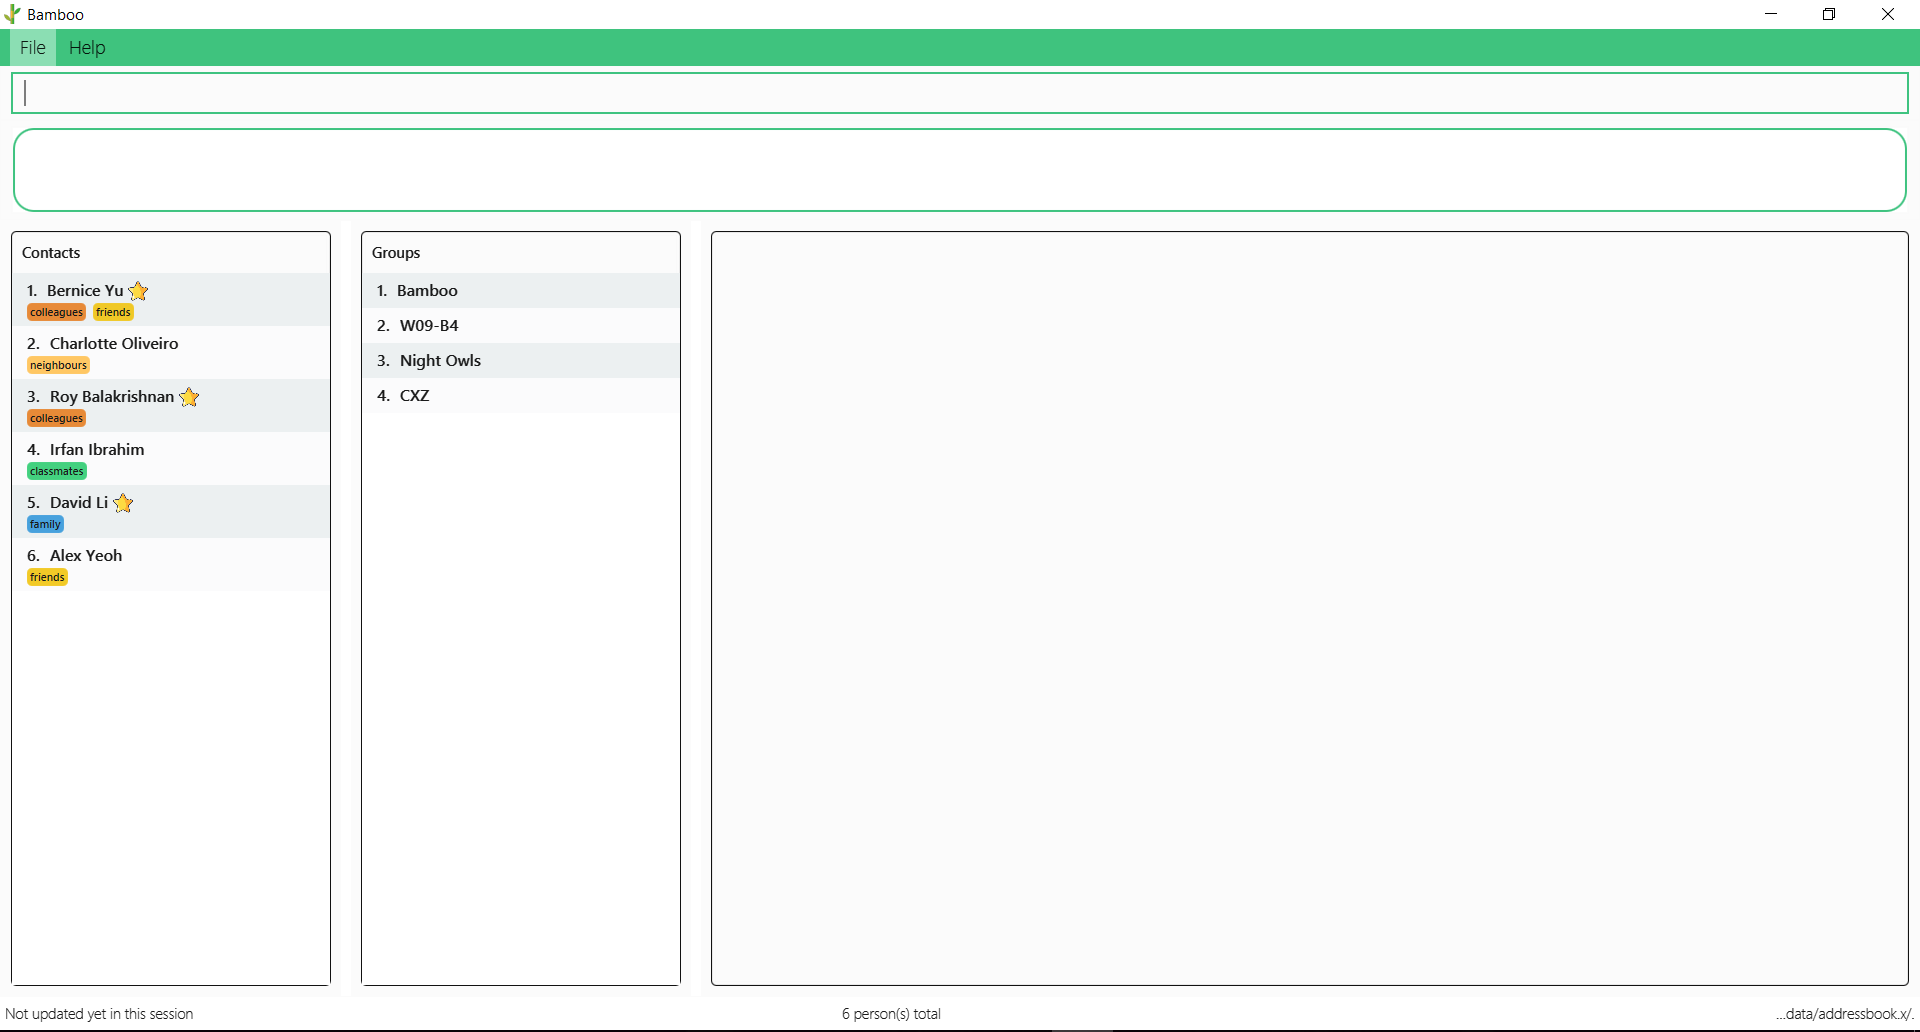 Bamboo
File Help
Contacts
1. Bernice Yu
colleagues friends
2. Charlotte Oliveiro
neighbours
3. Roy Balakrishnan
colleagues
4. Irfan Ibrahim
classmates
5. David Li
family
6. Alex Yeoh
friends
Groups
1. Bamboo
2. W09-B4
3. Night Owls
4. CXZ
Not updated yet in this session
6 person(s) total
...data/addressbook.x/.